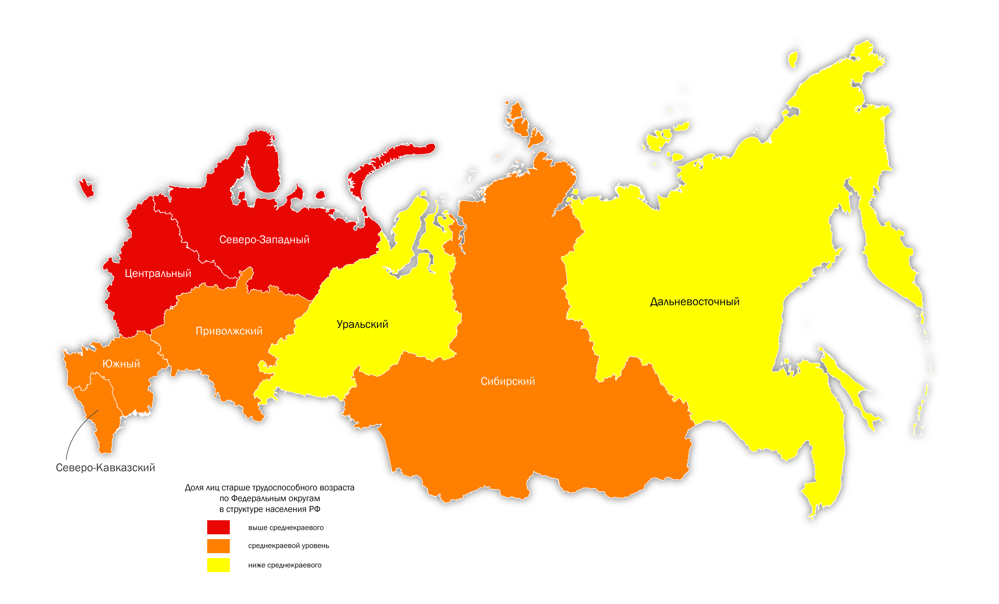 Северо-Западный
Центральный
Дальневосточный
Уральский
Приволжский
Южный
Сибирский
Северо-Кавказский
Доля лиц старше трудоспособного возраста
по Федеральным округам
в структуре населения РФ
выше среднекраевого
среднекраевой уровень
ниже среднекраевого